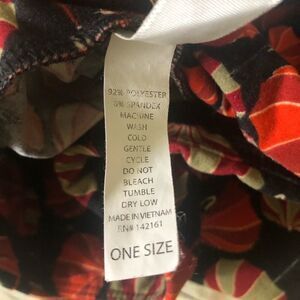 92% POLYESTER
8% SPANDEX
MACHINE
WASH
COLD
GENTLE
CYCLE
DO NOT
BLEACH
TUMBLE
DRY LOW
MADE IN VIETNAM
RN# 142161
ONE SIZE